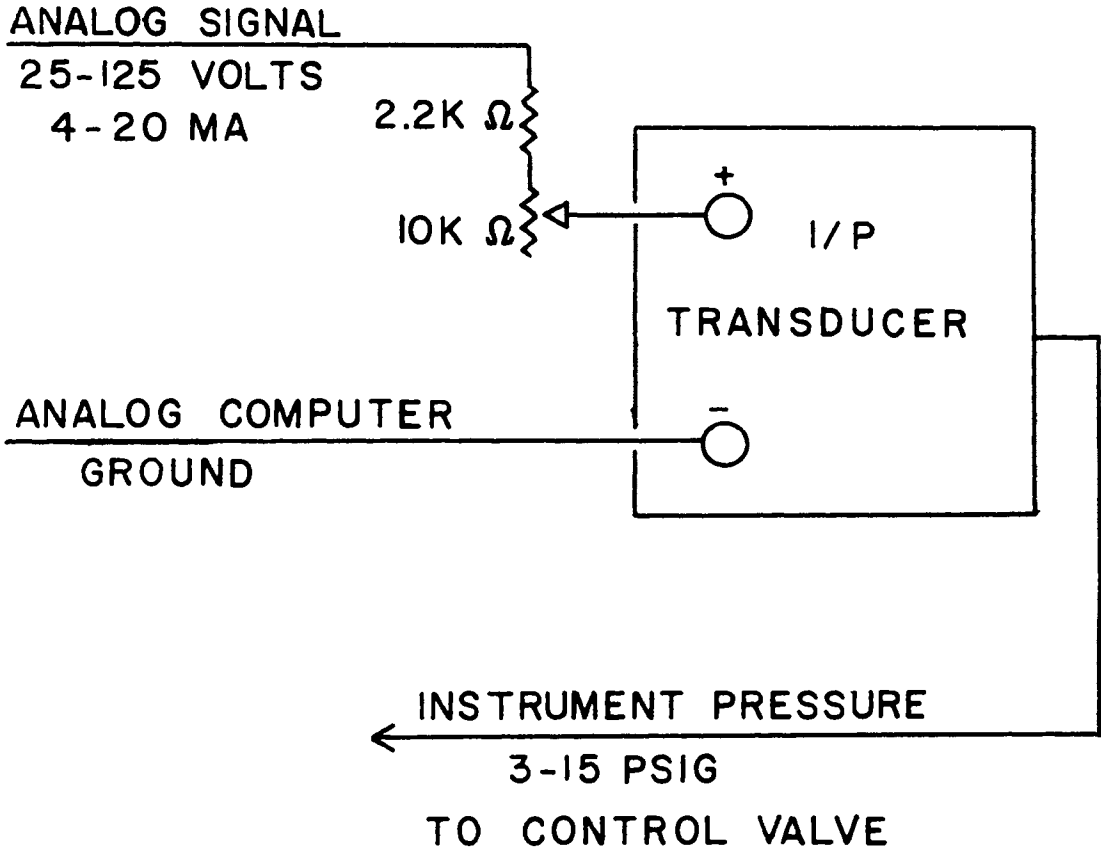 ANALOG SIGNAL
25-125 VOLTS
4-20 MA
2.2K Ω
10K Ω
+
I/P
TRANSDUCER
-
ANALOG COMPUTER
GROUND
INSTRUMENT PRESSURE
3-15 PSIG
TO CONTROL VALVE